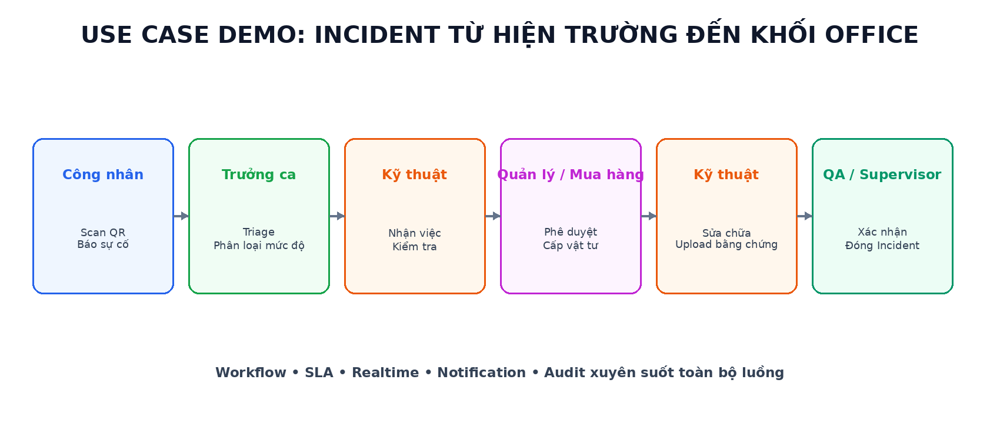 USE CASE DEMO: INCIDENT TỪ HIỆN TRƯỜNG ĐẾN KHỐI OFFICE
Công nhân
Scan QR
Báo sự cố
Trưởng ca
Triage
Phân loại mức độ
Kỹ thuật
Nhận việc
Kiểm tra
Quản lý / Mua hàng
Phê duyệt
Cấp vật tư
Kỹ thuật
Sửa chữa
Upload bằng chứng
QA / Supervisor
Xác nhận
Đóng Incident
Workflow • SLA • Realtime • Notification • Audit xuyên suốt toàn bộ luồng